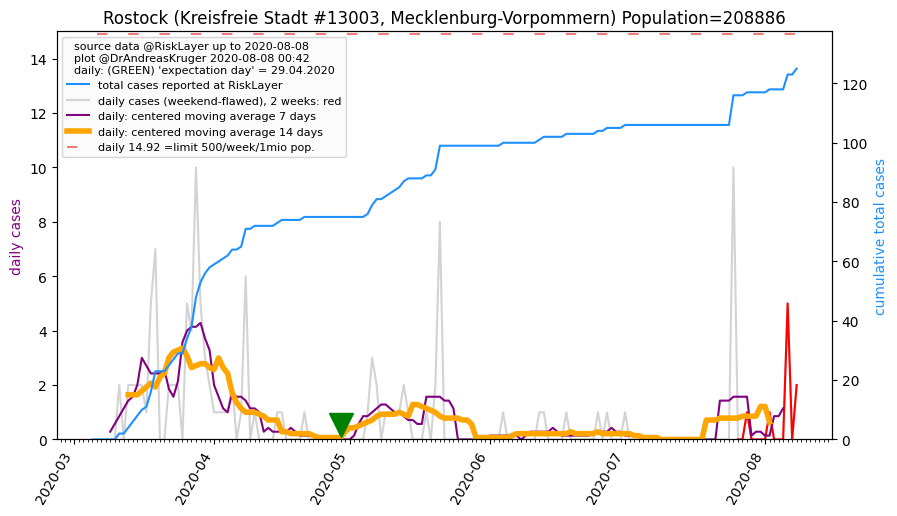 Rostock (Kreisfreie Stadt #13003, Mecklenburg-Vorpommern) Population=208886
source data @RiskLayer up to 2020-08-08
plot @DrAndreasKruger 2020-08-08 00:42
daily: (GREEN) 'expectation day' = 29.04.2020
total cases reported at RiskLayer
daily cases (weekend-flawed), 2 weeks: red
daily: centered moving average 7 days
daily: centered moving average 14 days
daily 14.92 =limit 500/week/1mio pop.
daily cases
14
12
10
8
6
4
2
0
cumulative total cases
120
100
80
60
40
20
0
2020-03
2020-04
2020-05
2020-06
2020-07
2020-08